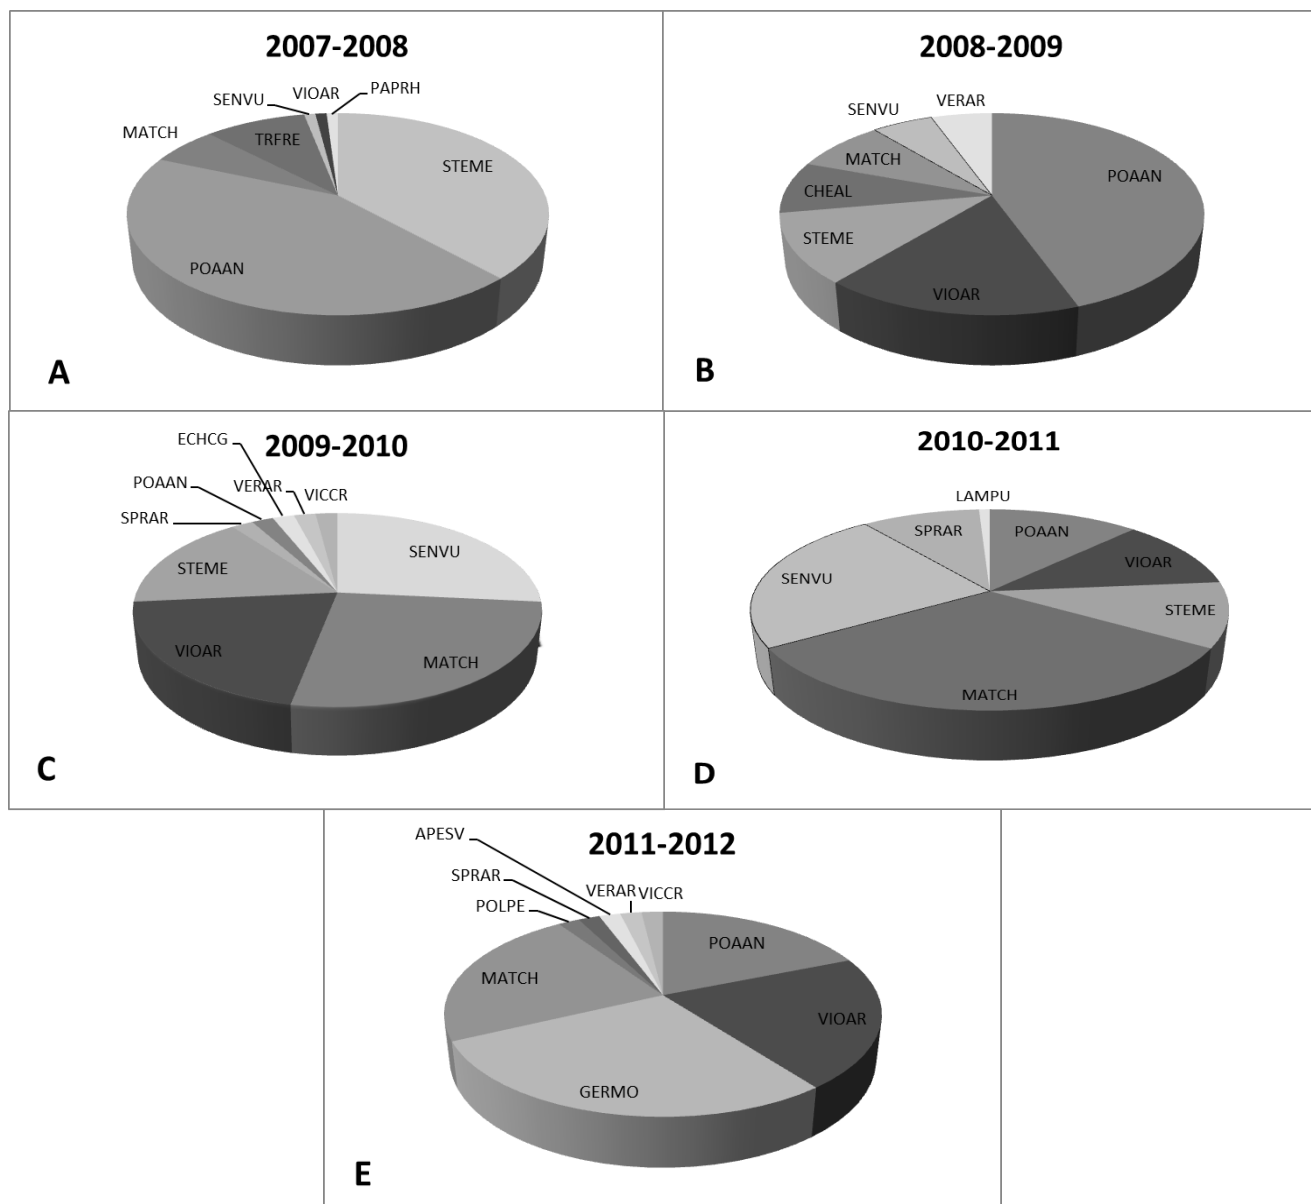 2007-2008
SENVU
VIOAR
PAPRH
MATCH
TRFRE
STEME
POAAN
A
2008-2009
SENVU
VERAR
MATCH
CHEAL
POAAN
STEME
VIOAR
B
2009-2010
ECHCG
POAAN
VERAR
VICCR
SPRAR
SENVU
STEME
VIOAR
MATCH
C
2010-2011
LAMPU
SPRAR
POAAN
VIOAR
SENVU
STEME
MATCH
D
2011-2012
APESV
SPRAR
VERAR
VICCR
POLPE
POAAN
MATCH
VIOAR
GERMO
E